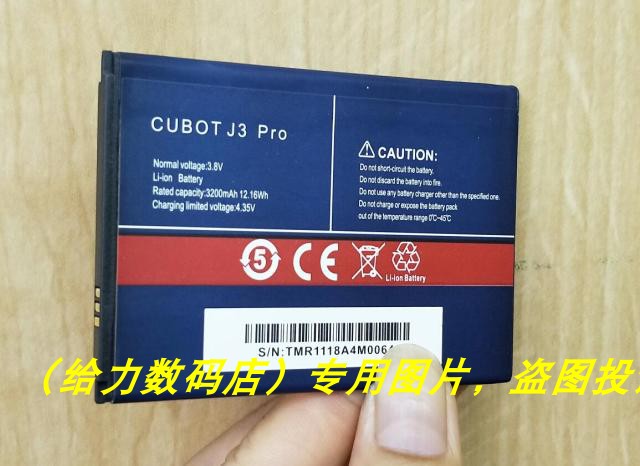 CUBOT J3 Pro
Normal voltage:3.8V
Li-ion Battery
Rated capacity:3200mAh 12.16Wh
Charging limited voltage:4.35V
CAUTION:
Do not short-circuit the battery.
Do not discard the battery into fire.
Do not use any battery charger other than the specified one.
Do not charge or expose the battery
out of the temperature range 0℃~45℃
5
CE
Li-ion Battery
S/N:TMR1118A4M006
（给力数码店）专用图片，盗图投